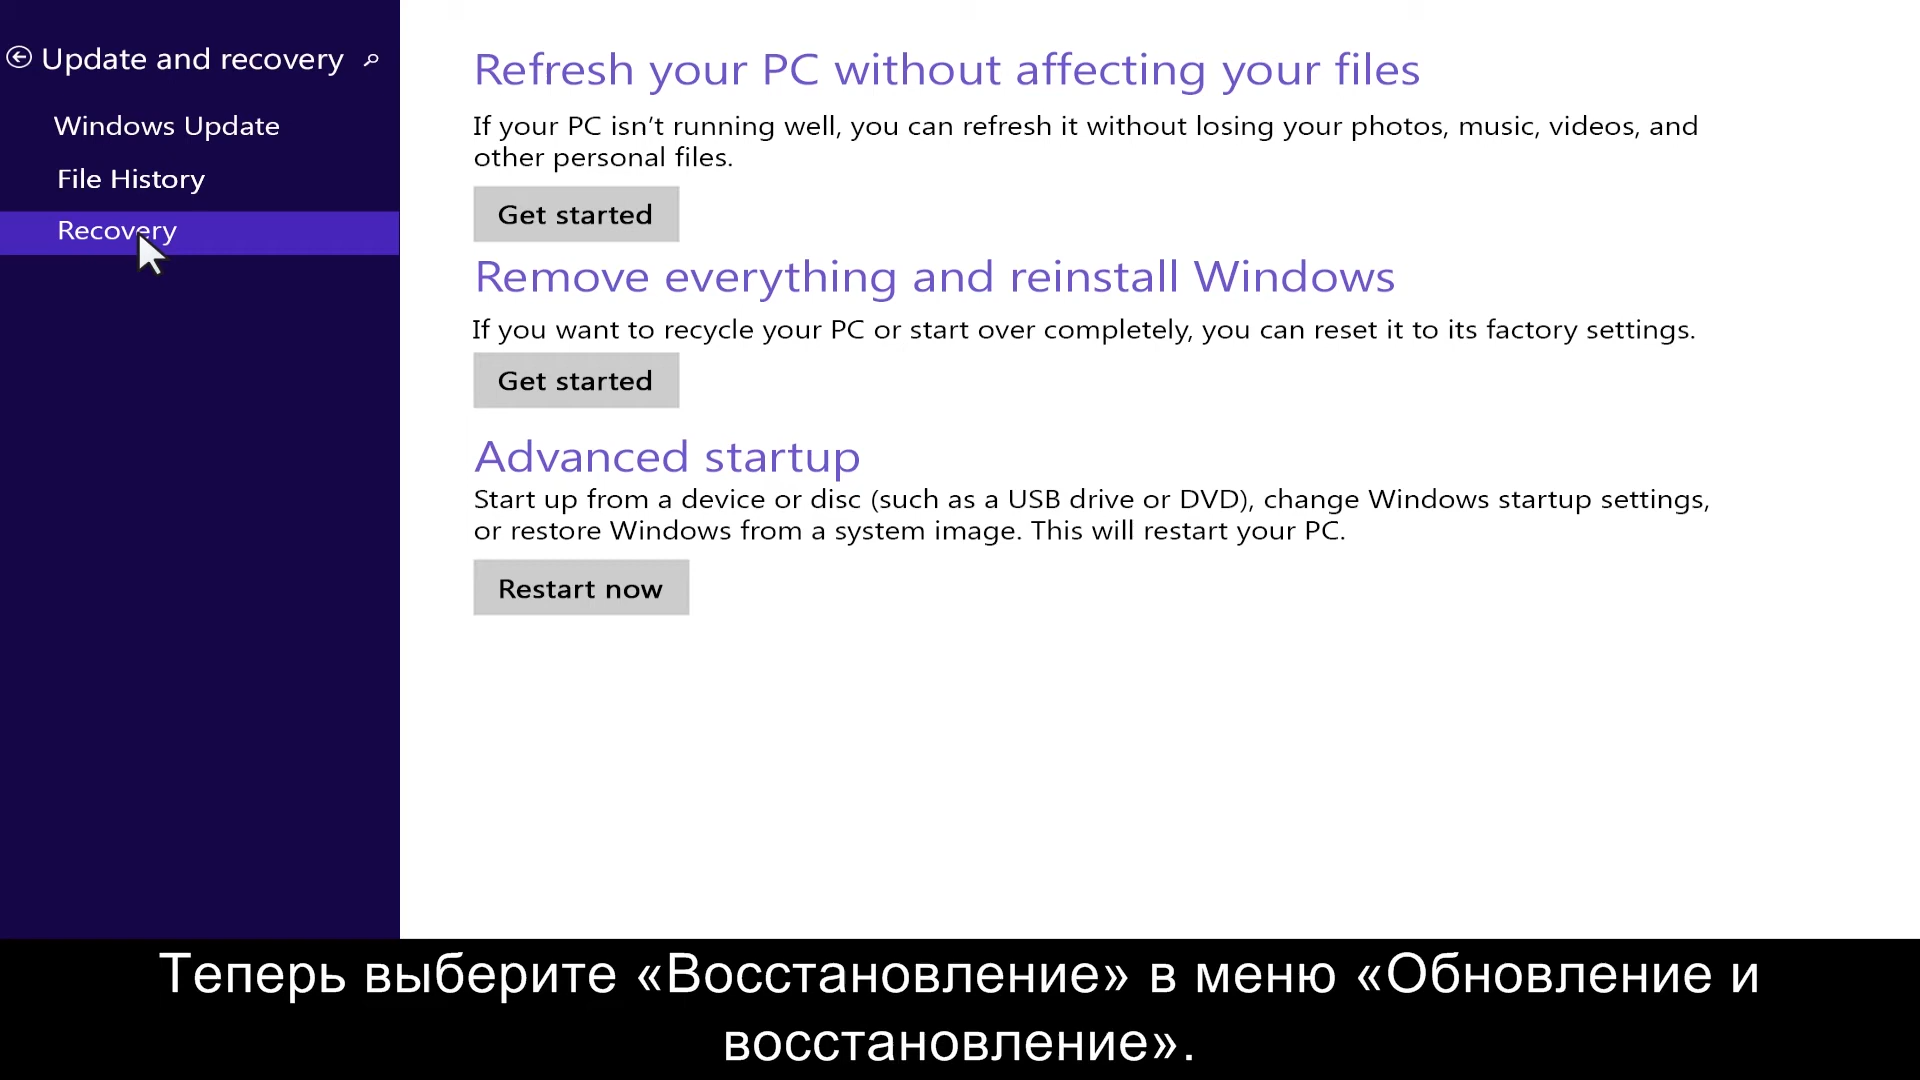 Update and recovery
Windows Update
File History
Recovery
Refresh your PC without affecting your files
If your PC isn't running well, you can refresh it without losing your photos, music, videos, and
other personal files.
Get started
Remove everything and reinstall Windows
If you want to recycle your PC or start over completely, you can reset it to its factory settings.
Get started
Advanced startup
Start up from a device or disc (such as a USB drive or DVD), change Windows startup settings,
or restore Windows from a system image. This will restart your PC.
Restart now
Теперь выберите «Восстановление» в меню «Обновление и
восстановление».